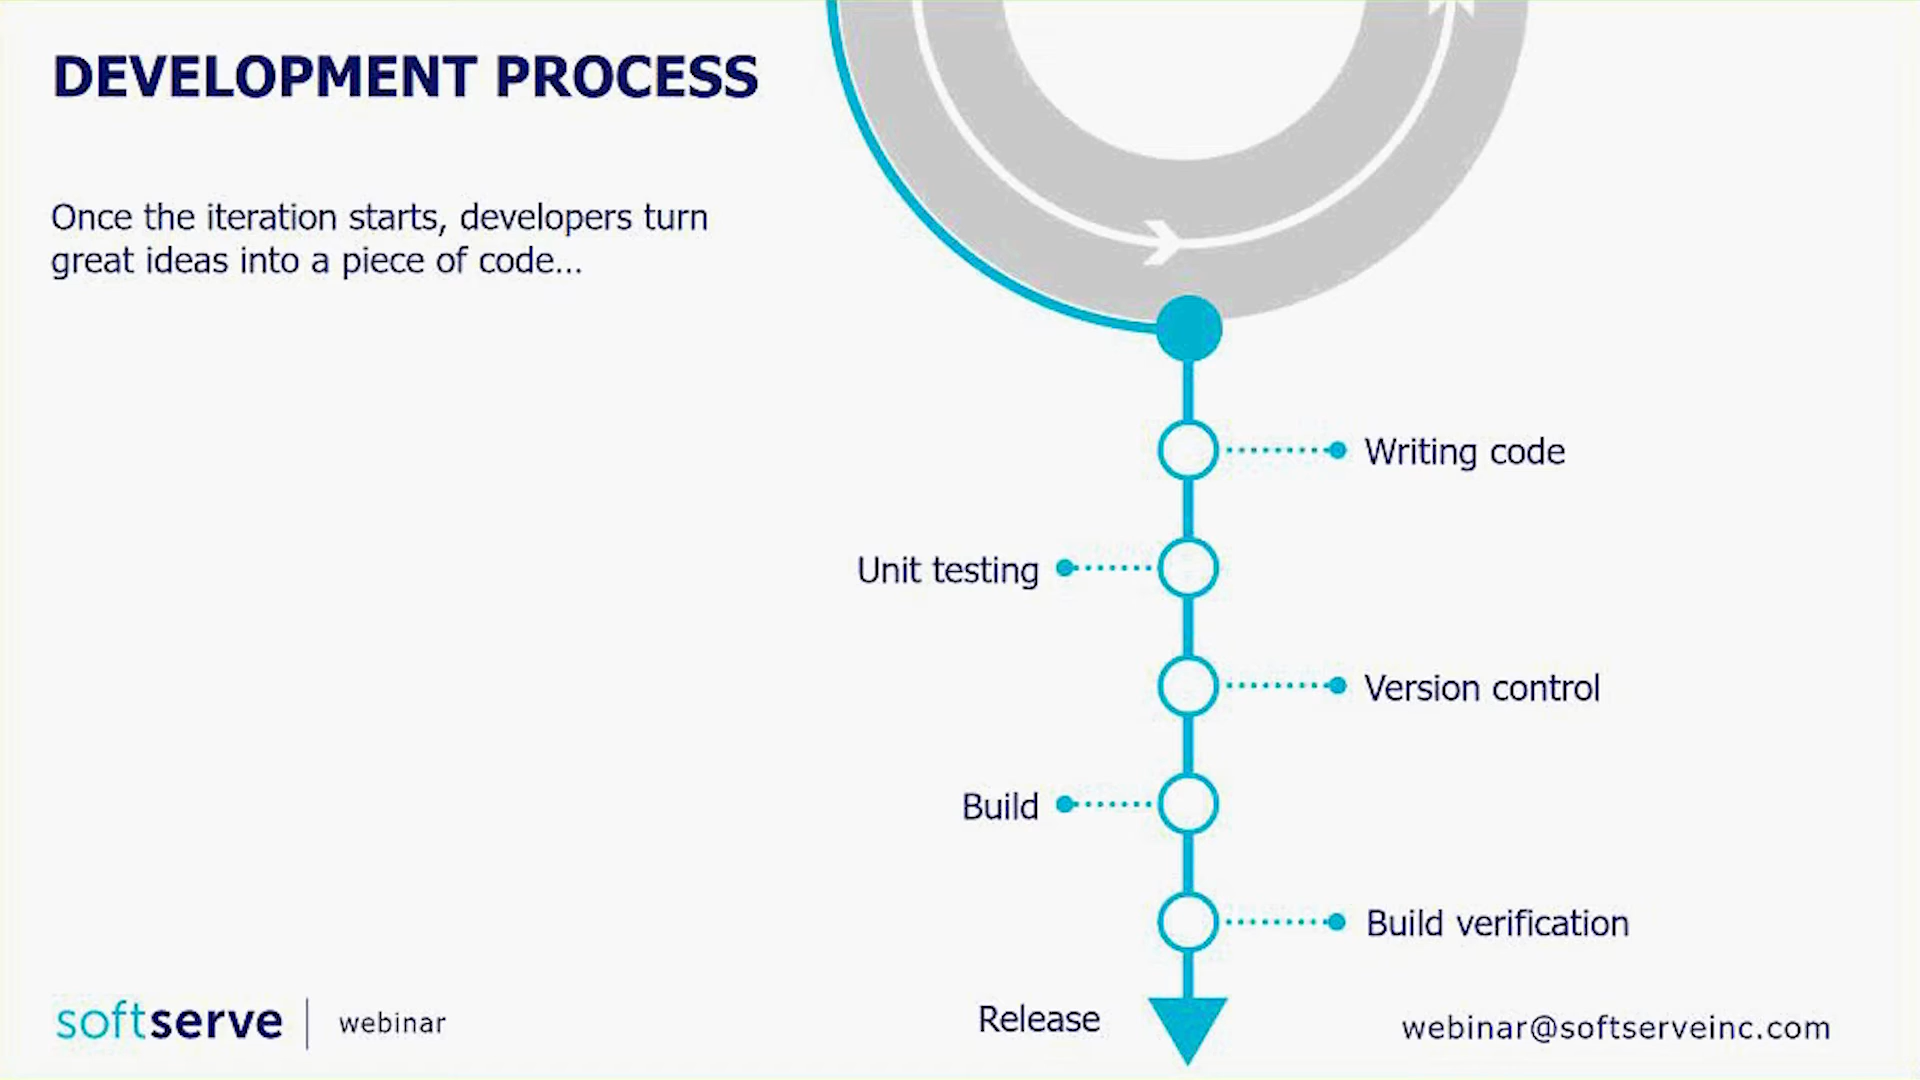 DEVELOPMENT PROCESS
Once the iteration starts, developers turn
great ideas into a piece of code...
Writing code
Unit testing
Version control
Build
Build verification
Release
softserve | webinar
webinar@softserveinc.com